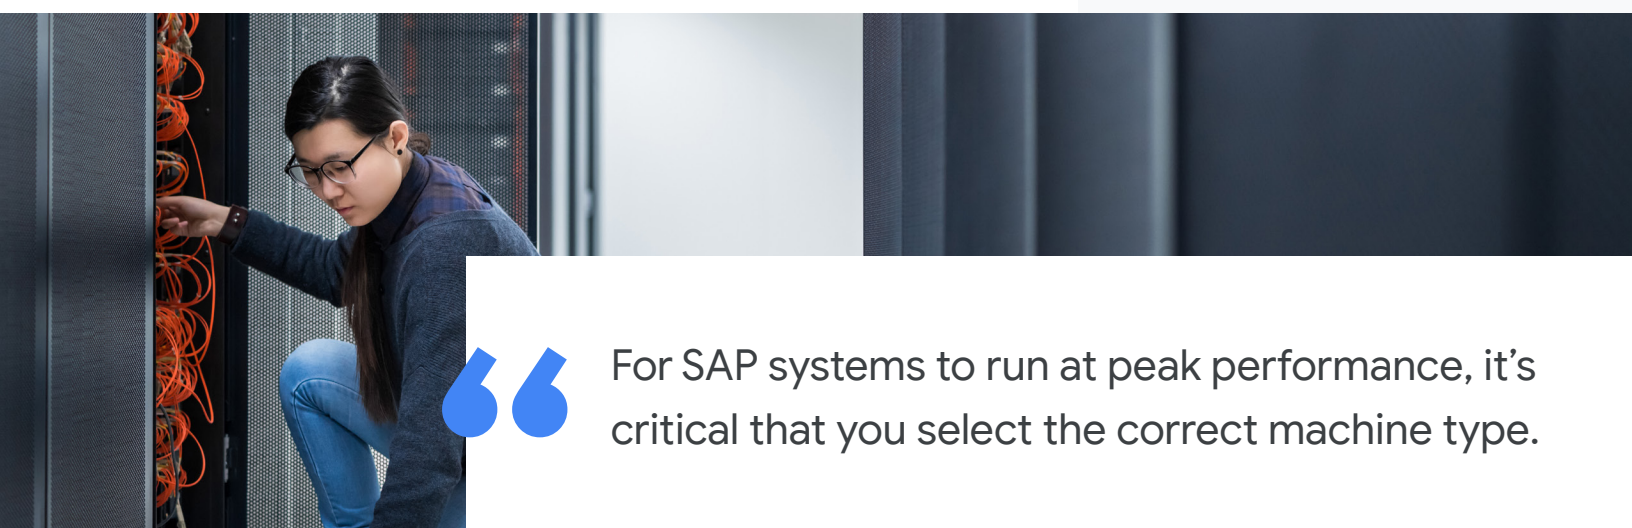 For SAP systems to run at peak performance, it’s
critical that you select the correct machine type.